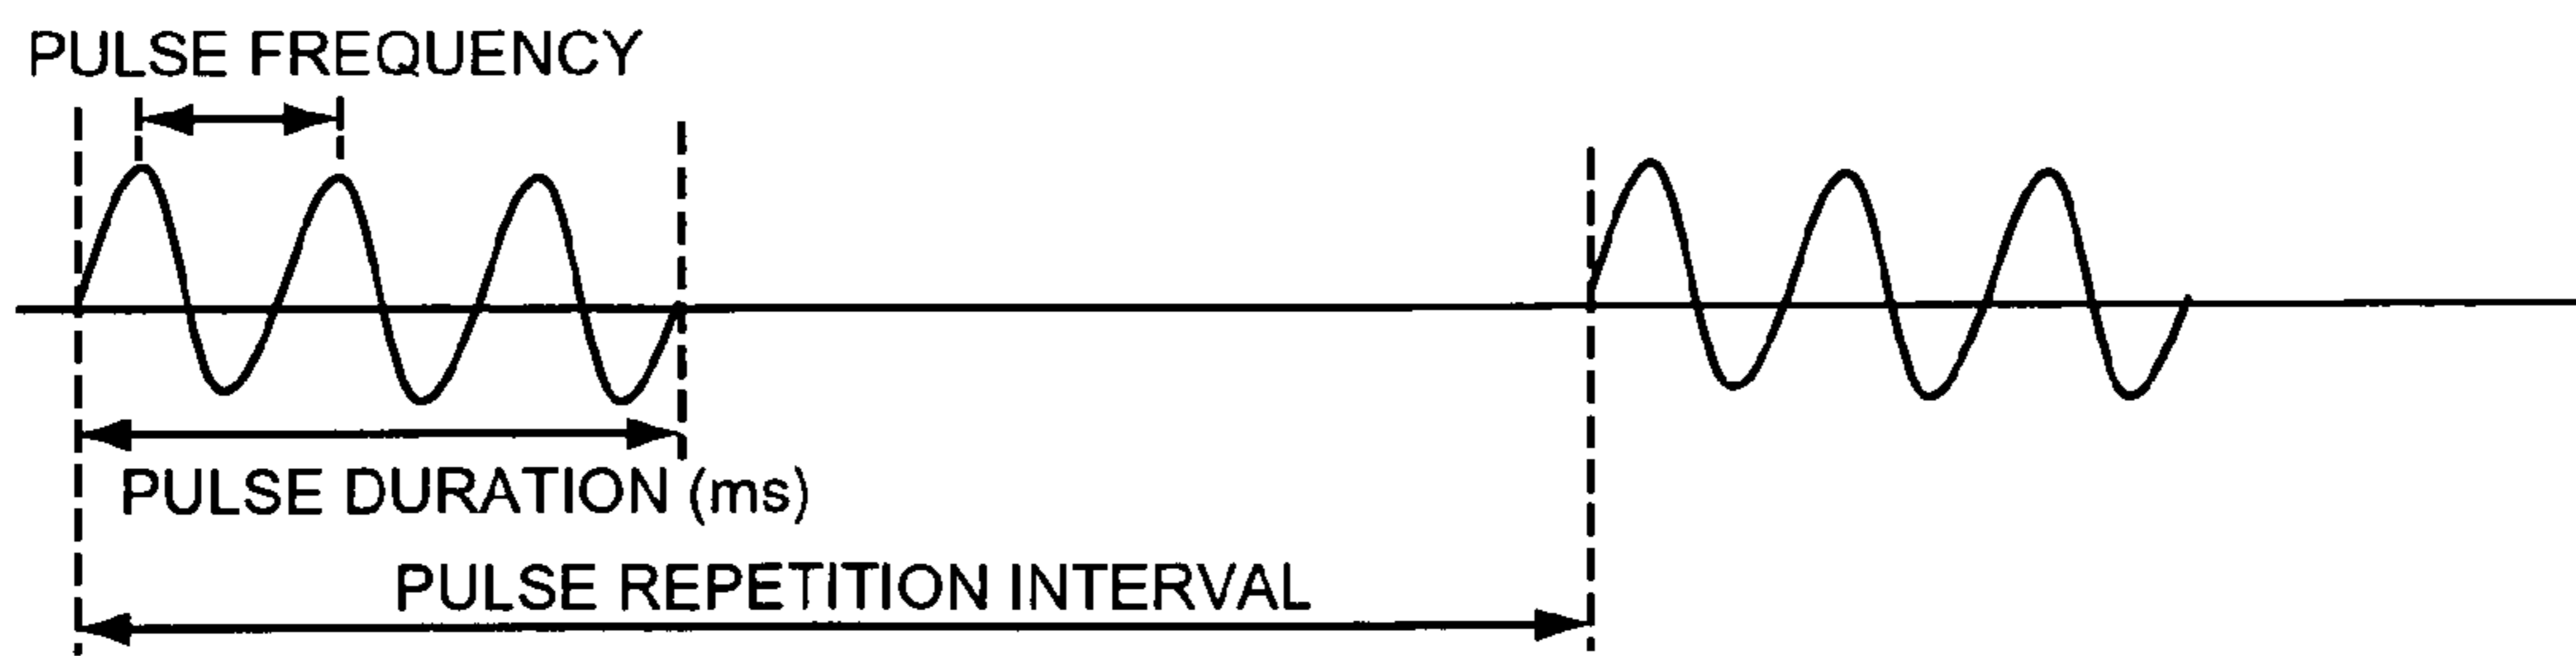 PULSE FREQUENCY
PULSE DURATION (ms)
PULSE REPETITION INTERVAL